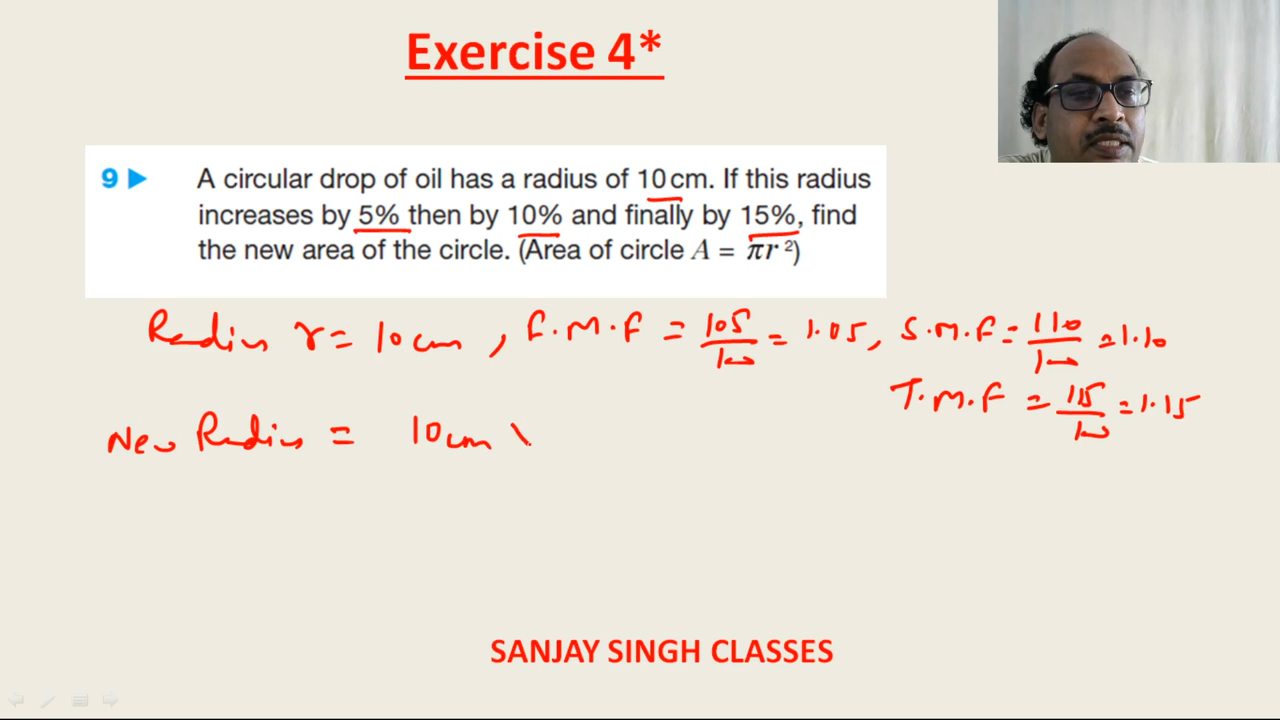 Exercise 4*
9 ▶ A circular drop of oil has a radius of 10 cm. If this radius
increases by 5% then by 10% and finally by 15%, find
the new area of the circle. (Area of circle A = πr²)
Radius r = 10 cm , F.M.F = 105/100 = 1.05, S.M.F = 110/100 = 1.10
T.M.F = 115/100 = 1.15
New Radius = 10 cm \
SANJAY SINGH CLASSES